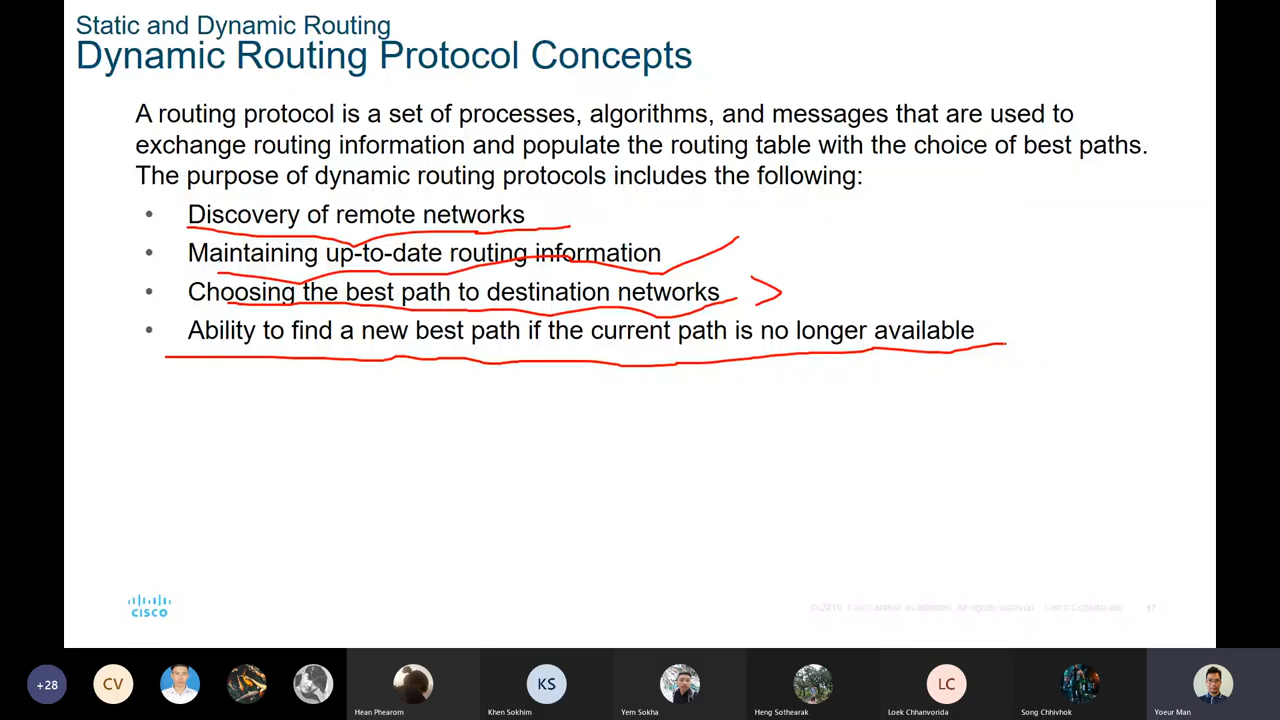 Static and Dynamic Routing
Dynamic Routing Protocol Concepts
A routing protocol is a set of processes, algorithms, and messages that are used to
exchange routing information and populate the routing table with the choice of best paths.
The purpose of dynamic routing protocols includes the following:
• Discovery of remote networks
• Maintaining up-to-date routing information
• Choosing the best path to destination networks
• Ability to find a new best path if the current path is no longer available
CISCO
+28
CV
KS
LC
Hean Phearom
Khen Sokhim
Yem Sokha
Heng Sothearak
Loek Chhanvorida
Song Chhivhok
Yoeur Man